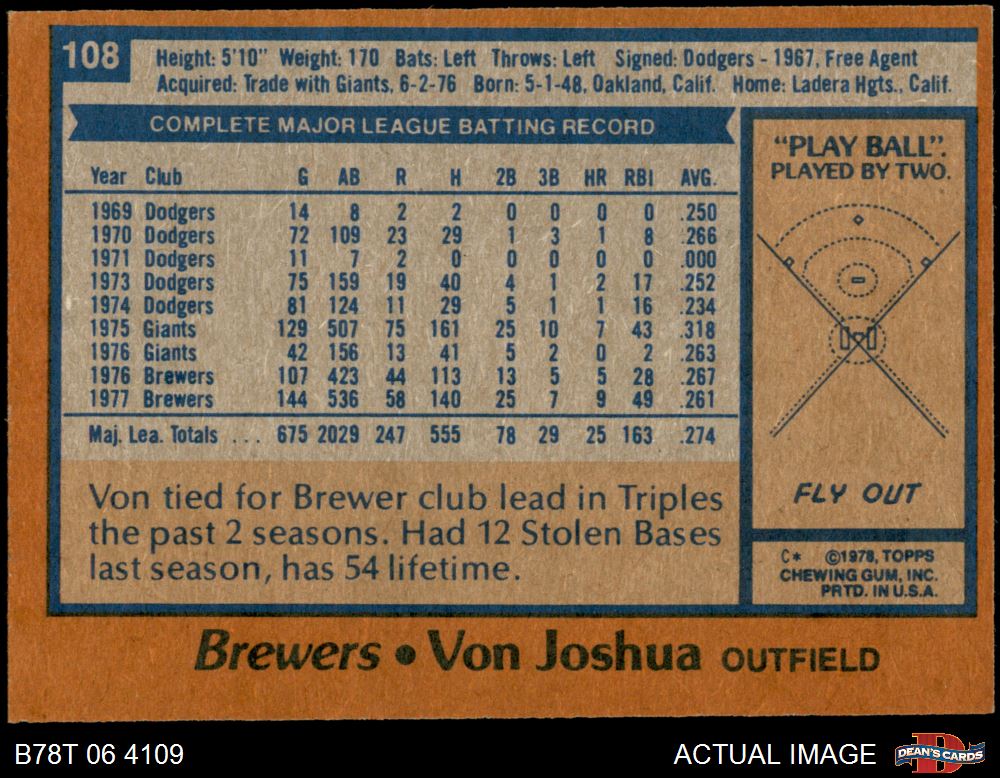 108
Height: 5'10" Weight: 170 Bats: Left Throws: Left Signed: Dodgers - 1967, Free Agent
Acquired: Trade with Giants, 6-2-76 Born: 5-1-48, Oakland, Calif. Home: Ladera Hgts., Calif.
COMPLETE MAJOR LEAGUE BATTING RECORD
Year Club G AB R H 2B 3B HR RBI AVG.
1969 Dodgers 14 8 2 2 0 0 0 0 .250
1970 Dodgers 72 109 23 29 1 3 1 8 .266
1971 Dodgers 11 7 2 0 0 0 0 0 .000
1973 Dodgers 75 159 19 40 4 1 2 17 .252
1974 Dodgers 81 124 11 29 5 1 1 16 .234
1975 Giants 129 507 75 161 25 10 7 43 .318
1976 Giants 42 156 13 41 5 2 0 2 .263
1976 Brewers 107 423 44 113 13 5 5 28 .267
1977 Brewers 144 536 58 140 25 7 9 49 .261
Maj. Lea. Totals ... 675 2029 247 555 78 29 25 163 .274
Von tied for Brewer club lead in Triples
the past 2 seasons. Had 12 Stolen Bases
last season, has 54 lifetime.
"PLAY BALL".
PLAYED BY TWO.
FLY OUT
C* ©1978, TOPPS
CHEWING GUM, INC.
PRTD. IN U.S.A.
Brewers • Von Joshua OUTFIELD
B78T 06 4109
ACTUAL IMAGE
D
DEAN'S CARDS